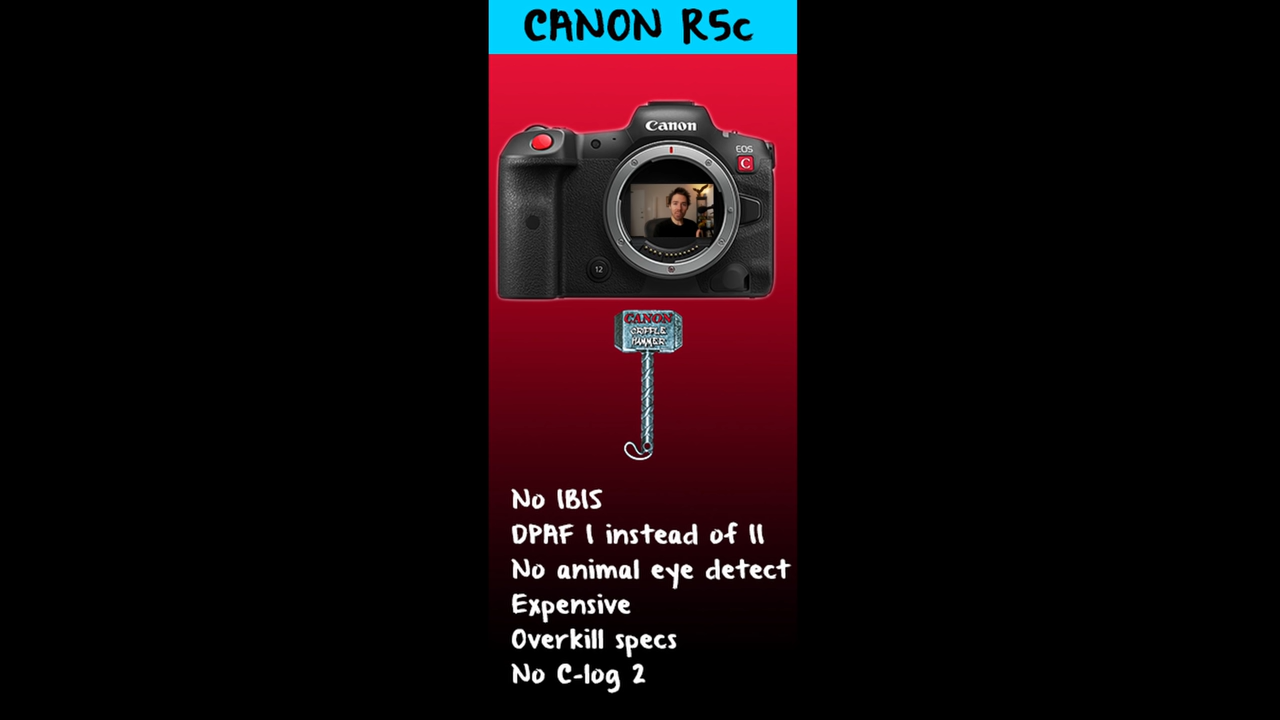 CANON R5c
Canon
EOS
C
12
CANON
CRIPPLE
HAMMER
No IBIS
DPAF I instead of II
No animal eye detect
Expensive
Overkill specs
No C-log 2